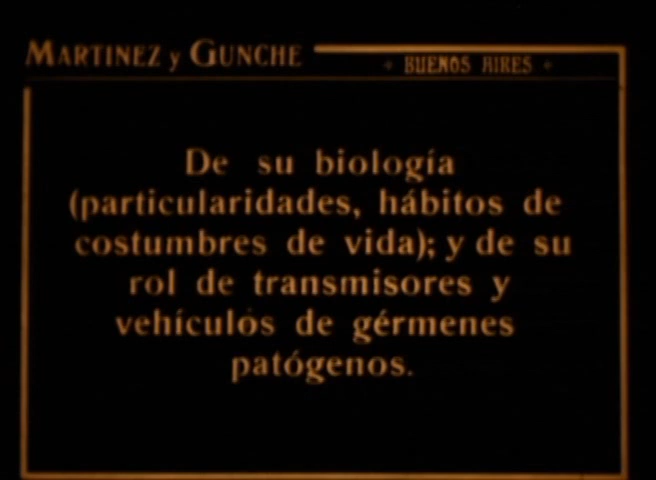 MARTINEZ y GUNCHE
BUENOS AIRES
De su biología
(particularidades, hábitos de
costumbres de vida); y de su
rol de transmisores y
vehículos de gérmenes
patógenos.